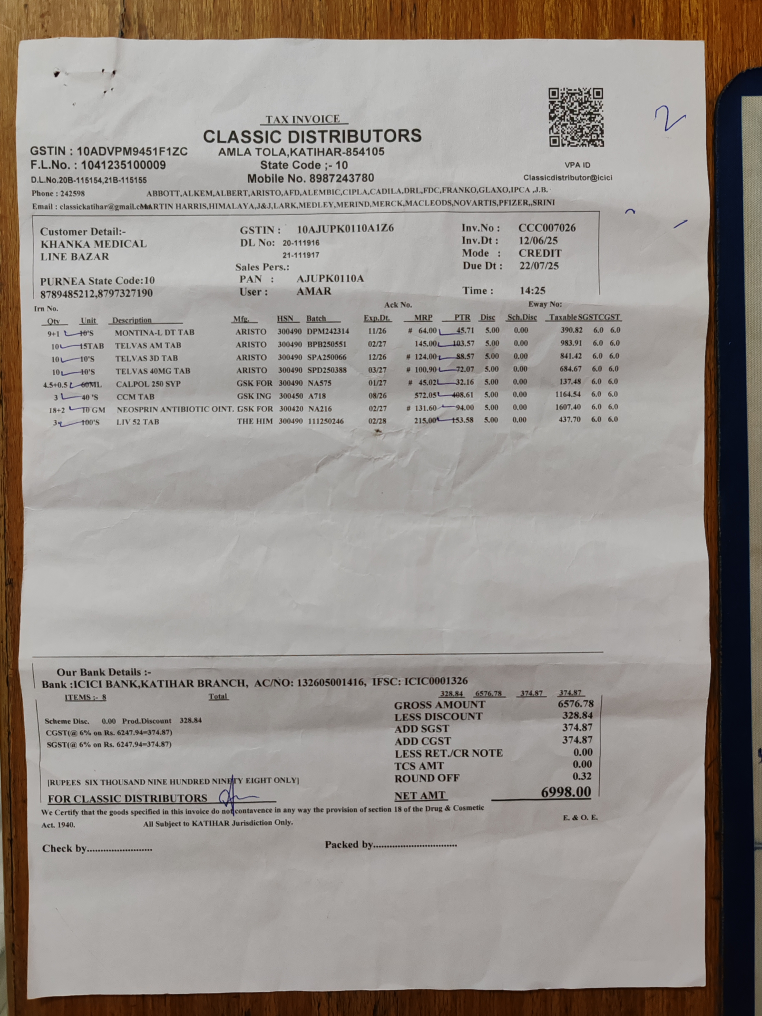 2
TAX INVOICE
CLASSIC DISTRIBUTORS
GSTIN : 10ADVPM9451F1ZC
AMLA TOLA,KATIHAR-854105
F.L.No. : 1041235100009
State Code ;- 10
VPA ID
D.L.No.20B-115154,21B-115155
Mobile No. 8987243780
Classicdistributor@icici
Phone : 242598
ABBOTT,ALKEM,ALBERT,ARISTO,AFD,ALEMBIC,CIPLA,CADILA,DRL,FDC,FRANKO,GLAXO,IPCA ,J.B.
Email : classickatihar@gmail.com MARTIN HARRIS,HIMALAYA,J&J,LARK,MEDLEY,MERIND,MERCK,MACLEODS,NOVARTIS,PFIZER,,SRINI
Customer Detail:- GSTIN : 10AJUPK0110A1Z6 Inv.No : CCC007026
KHANKA MEDICAL DL No: 20-111916 Inv.Dt : 12/06/25
LINE BAZAR 21-111917 Mode : CREDIT
Sales Pers.: Due Dt : 22/07/25
PURNEA State Code:10 PAN : AJUPK0110A
8789485212,8797327190 User : AMAR Time : 14:25
Irn No. Ack No. Eway No:
Qty Unit Description Mfg. HSN Batch Exp.Dt. MRP PTR Disc Sch.Disc Taxable SGST CGST
9+1 10'S MONTINA-L DT TAB ARISTO 300490 DPM242314 11/26 # 64.00 45.71 5.00 0.00 390.82 6.0 6.0
10 15TAB TELVAS AM TAB ARISTO 300490 BPB250551 02/27 145.00 103.57 5.00 0.00 983.91 6.0 6.0
10 10'S TELVAS 3D TAB ARISTO 300490 SPA250066 12/26 # 124.00 88.57 5.00 0.00 841.42 6.0 6.0
10 10'S TELVAS 40MG TAB ARISTO 300490 SPD250388 03/27 # 100.90 72.07 5.00 0.00 684.67 6.0 6.0
4.5+0.5 60ML CALPOL 250 SYP GSK FOR 300490 NA575 01/27 # 45.02 32.16 5.00 0.00 137.48 6.0 6.0
3 40 'S CCM TAB GSK ING 300450 A718 08/26 572.05 408.61 5.00 0.00 1164.54 6.0 6.0
18+2 10 GM NEOSPRIN ANTIBIOTIC OINT. GSK FOR 300420 NA216 02/27 # 131.60 94.00 5.00 0.00 1607.40 6.0 6.0
3 100'S LIV 52 TAB THE HIM 300490 111250246 02/28 215.00 153.58 5.00 0.00 437.70 6.0 6.0
Our Bank Details :-
Bank :ICICI BANK,KATIHAR BRANCH, AC/NO: 132605001416, IFSC: ICIC0001326
ITEMS :- 8 Total 328.84 6576.78 374.87 374.87
GROSS AMOUNT 6576.78
Scheme Disc. 0.00 Prod.Discount 328.84 LESS DISCOUNT 328.84
CGST(@ 6% on Rs. 6247.94=374.87) ADD SGST 374.87
SGST(@ 6% on Rs. 6247.94=374.87) ADD CGST 374.87
LESS RET./CR NOTE 0.00
TCS AMT 0.00
[RUPEES SIX THOUSAND NINE HUNDRED NINETY EIGHT ONLY] ROUND OFF 0.32
FOR CLASSIC DISTRIBUTORS NET AMT 6998.00
We Certify that the goods specified in this invoice do not contavence in any way the provision of section 18 of the Drug & Cosmetic
Act. 1940. All Subject to KATIHAR Jurisdiction Only. E. & O. E.
Check by........................ Packed by..............................